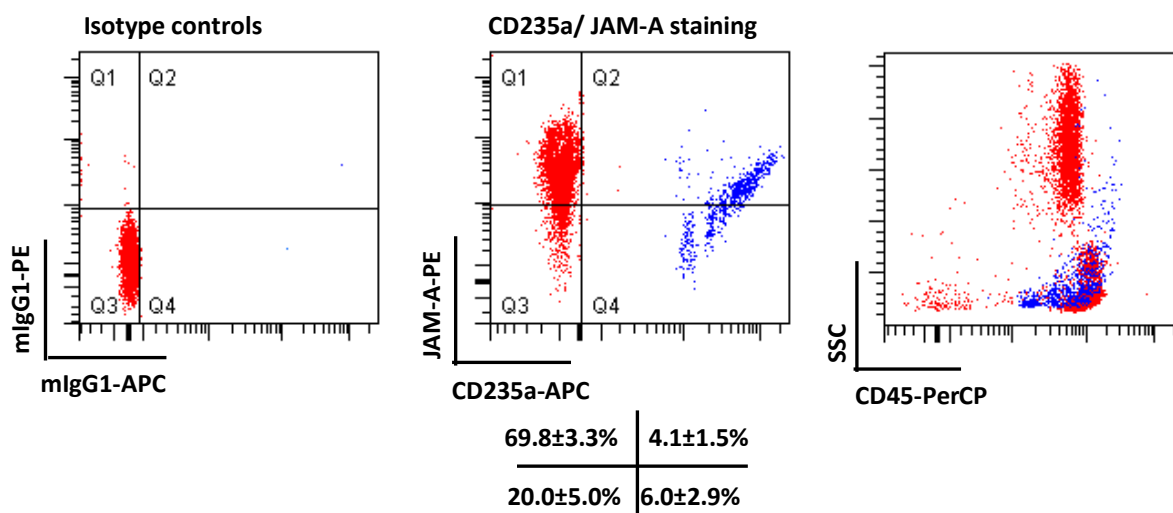 Isotype controls
Q1 Q2
Q3 Q4
mIgG1-PE
mIgG1-APC
CD235a/ JAM-A staining
Q1 Q2
Q3 Q4
JAM-A-PE
CD235a-APC
69.8±3.3% 4.1±1.5%
20.0±5.0% 6.0±2.9%
SSC
CD45-PerCP